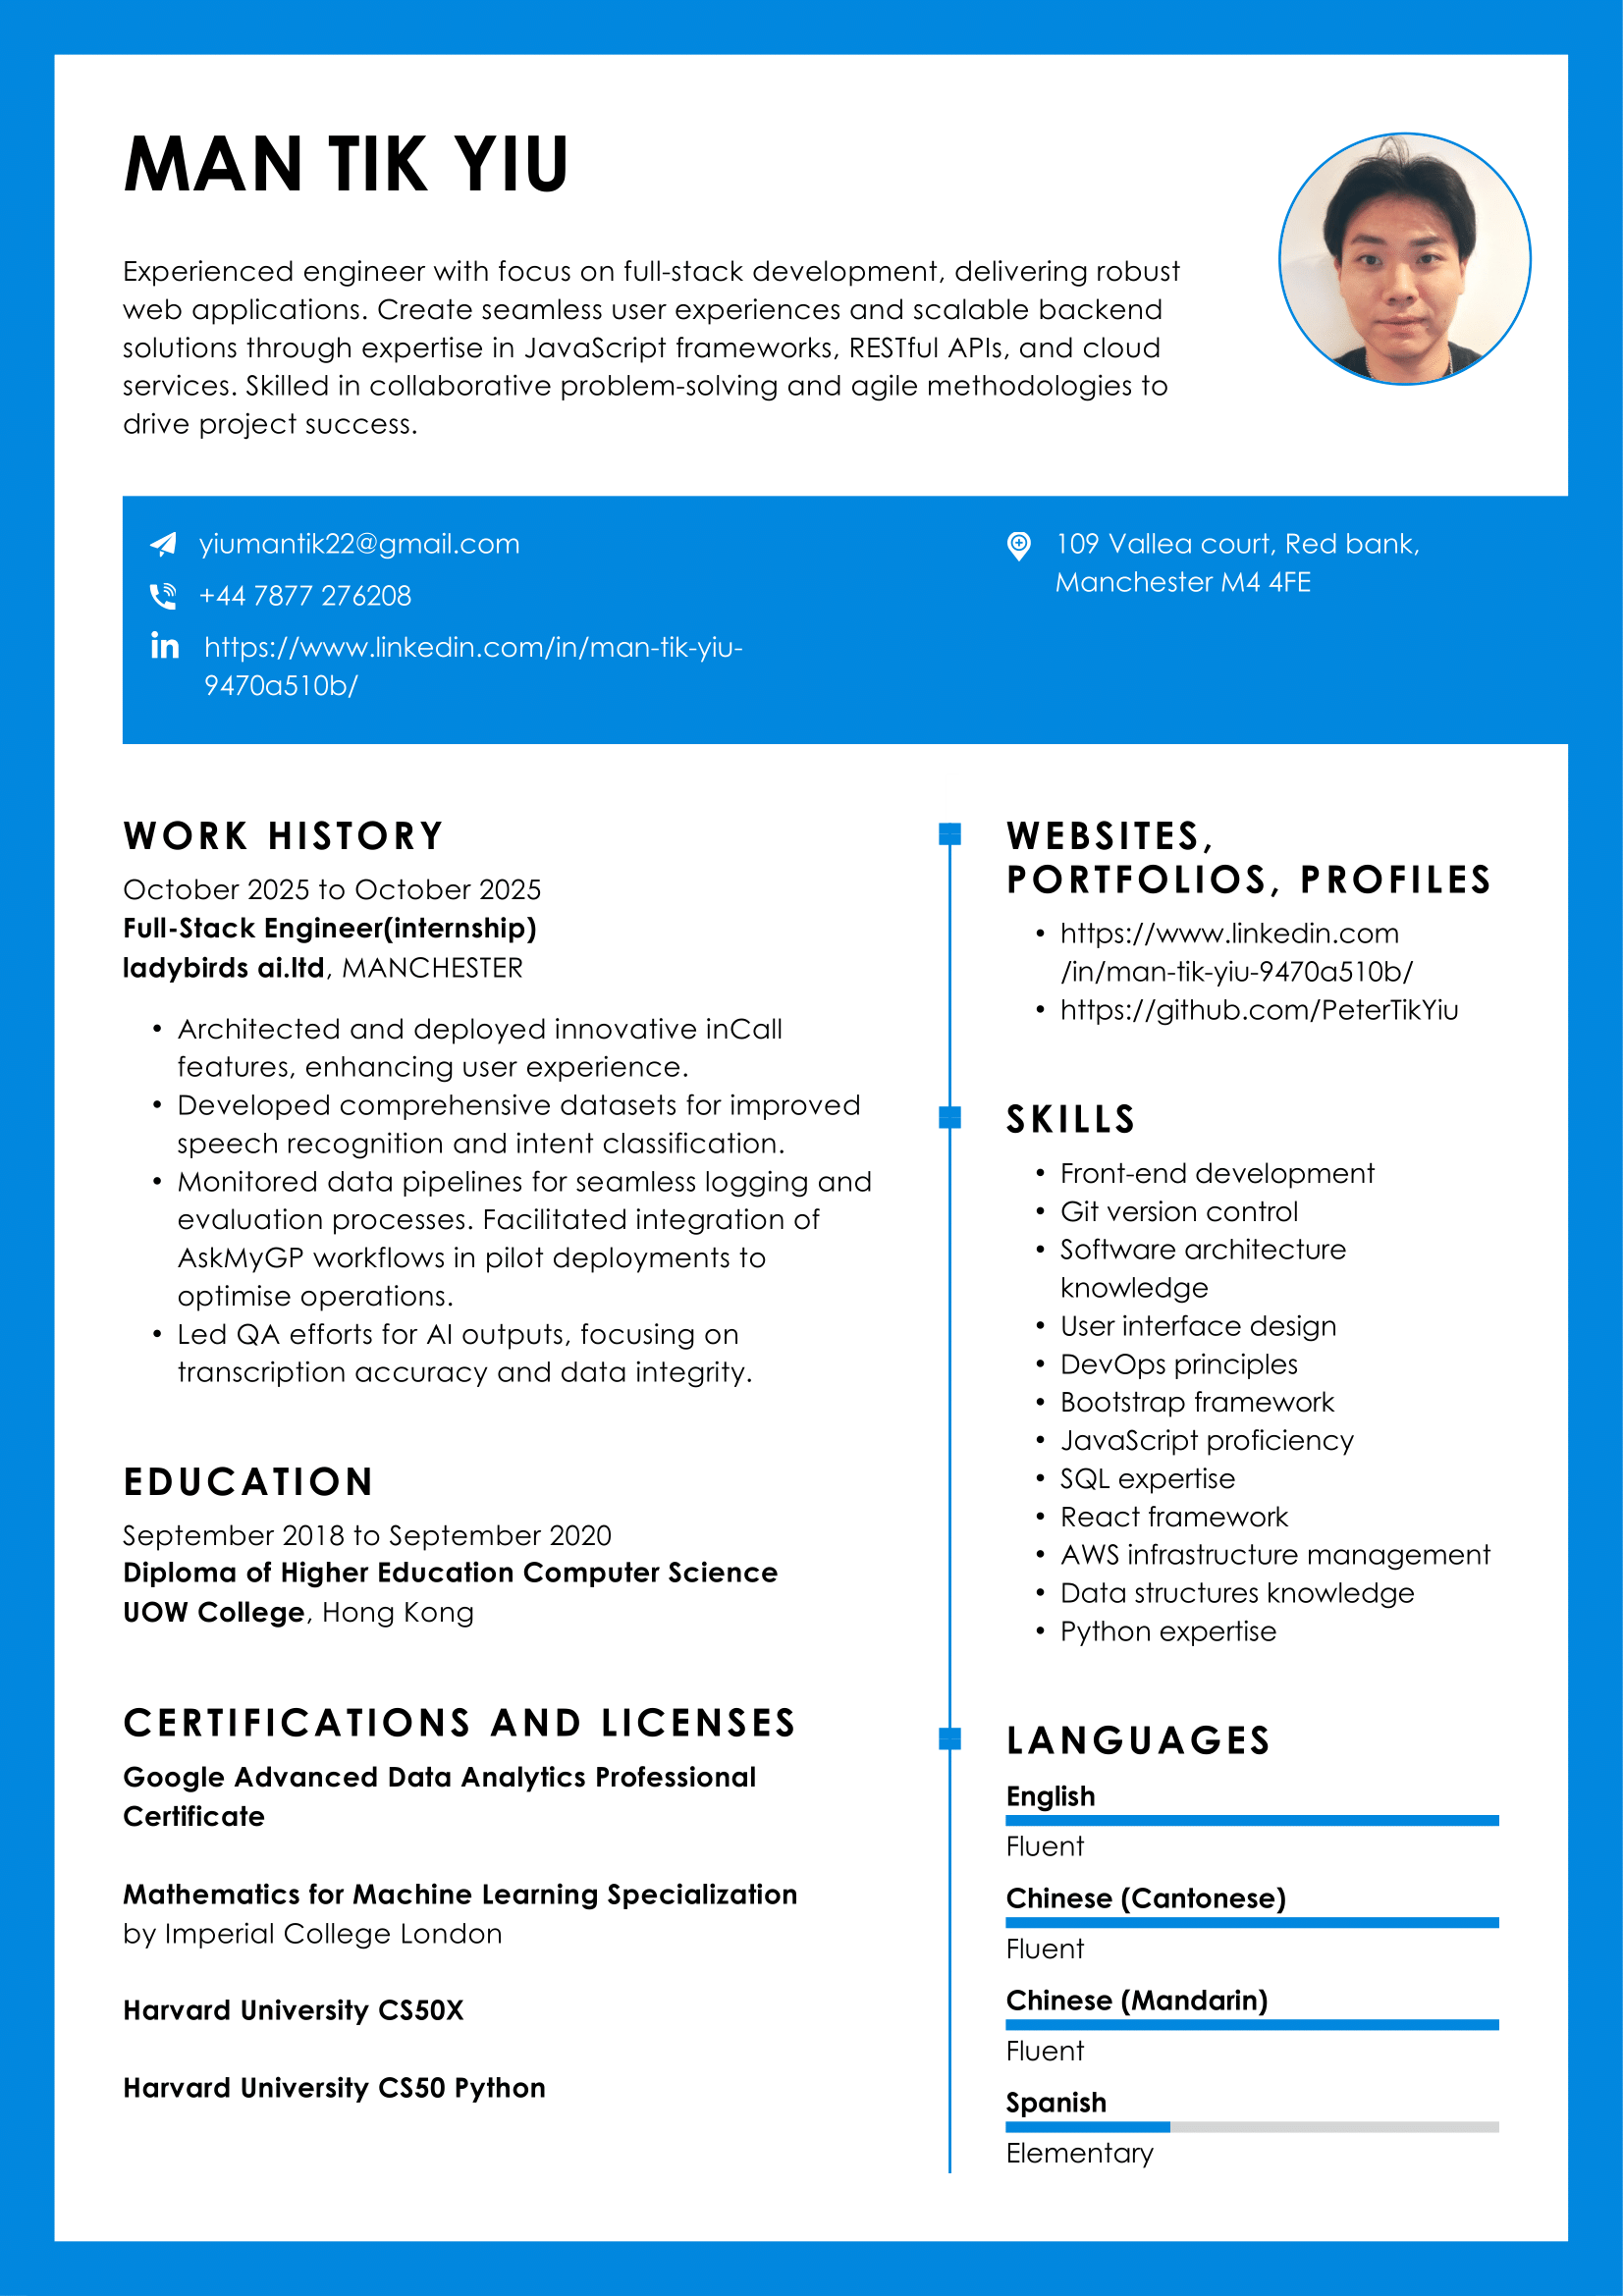 MAN TIK YIU
Experienced engineer with focus on full-stack development, delivering robust
web applications. Create seamless user experiences and scalable backend
solutions through expertise in JavaScript frameworks, RESTful APIs, and cloud
services. Skilled in collaborative problem-solving and agile methodologies to
drive project success.
yiumantik22@gmail.com
+44 7877 276208
https://www.linkedin.com/in/man-tik-yiu-
9470a510b/
109 Vallea court, Red bank,
Manchester M4 4FE
WORK HISTORY
October 2025 to October 2025
Full-Stack Engineer(internship)
ladybirds ai.ltd, MANCHESTER
• Architected and deployed innovative inCall
features, enhancing user experience.
• Developed comprehensive datasets for improved
speech recognition and intent classification.
• Monitored data pipelines for seamless logging and
evaluation processes. Facilitated integration of
AskMyGP workflows in pilot deployments to
optimise operations.
• Led QA efforts for AI outputs, focusing on
transcription accuracy and data integrity.
EDUCATION
September 2018 to September 2020
Diploma of Higher Education Computer Science
UOW College, Hong Kong
CERTIFICATIONS AND LICENSES
Google Advanced Data Analytics Professional
Certificate
Mathematics for Machine Learning Specialization
by Imperial College London
Harvard University CS50X
Harvard University CS50 Python
WEBSITES,
PORTFOLIOS, PROFILES
• https://www.linkedin.com
/in/man-tik-yiu-9470a510b/
• https://github.com/PeterTikYiu
SKILLS
• Front-end development
• Git version control
• Software architecture
knowledge
• User interface design
• DevOps principles
• Bootstrap framework
• JavaScript proficiency
• SQL expertise
• React framework
• AWS infrastructure management
• Data structures knowledge
• Python expertise
LANGUAGES
English
Fluent
Chinese (Cantonese)
Fluent
Chinese (Mandarin)
Fluent
Spanish
Elementary